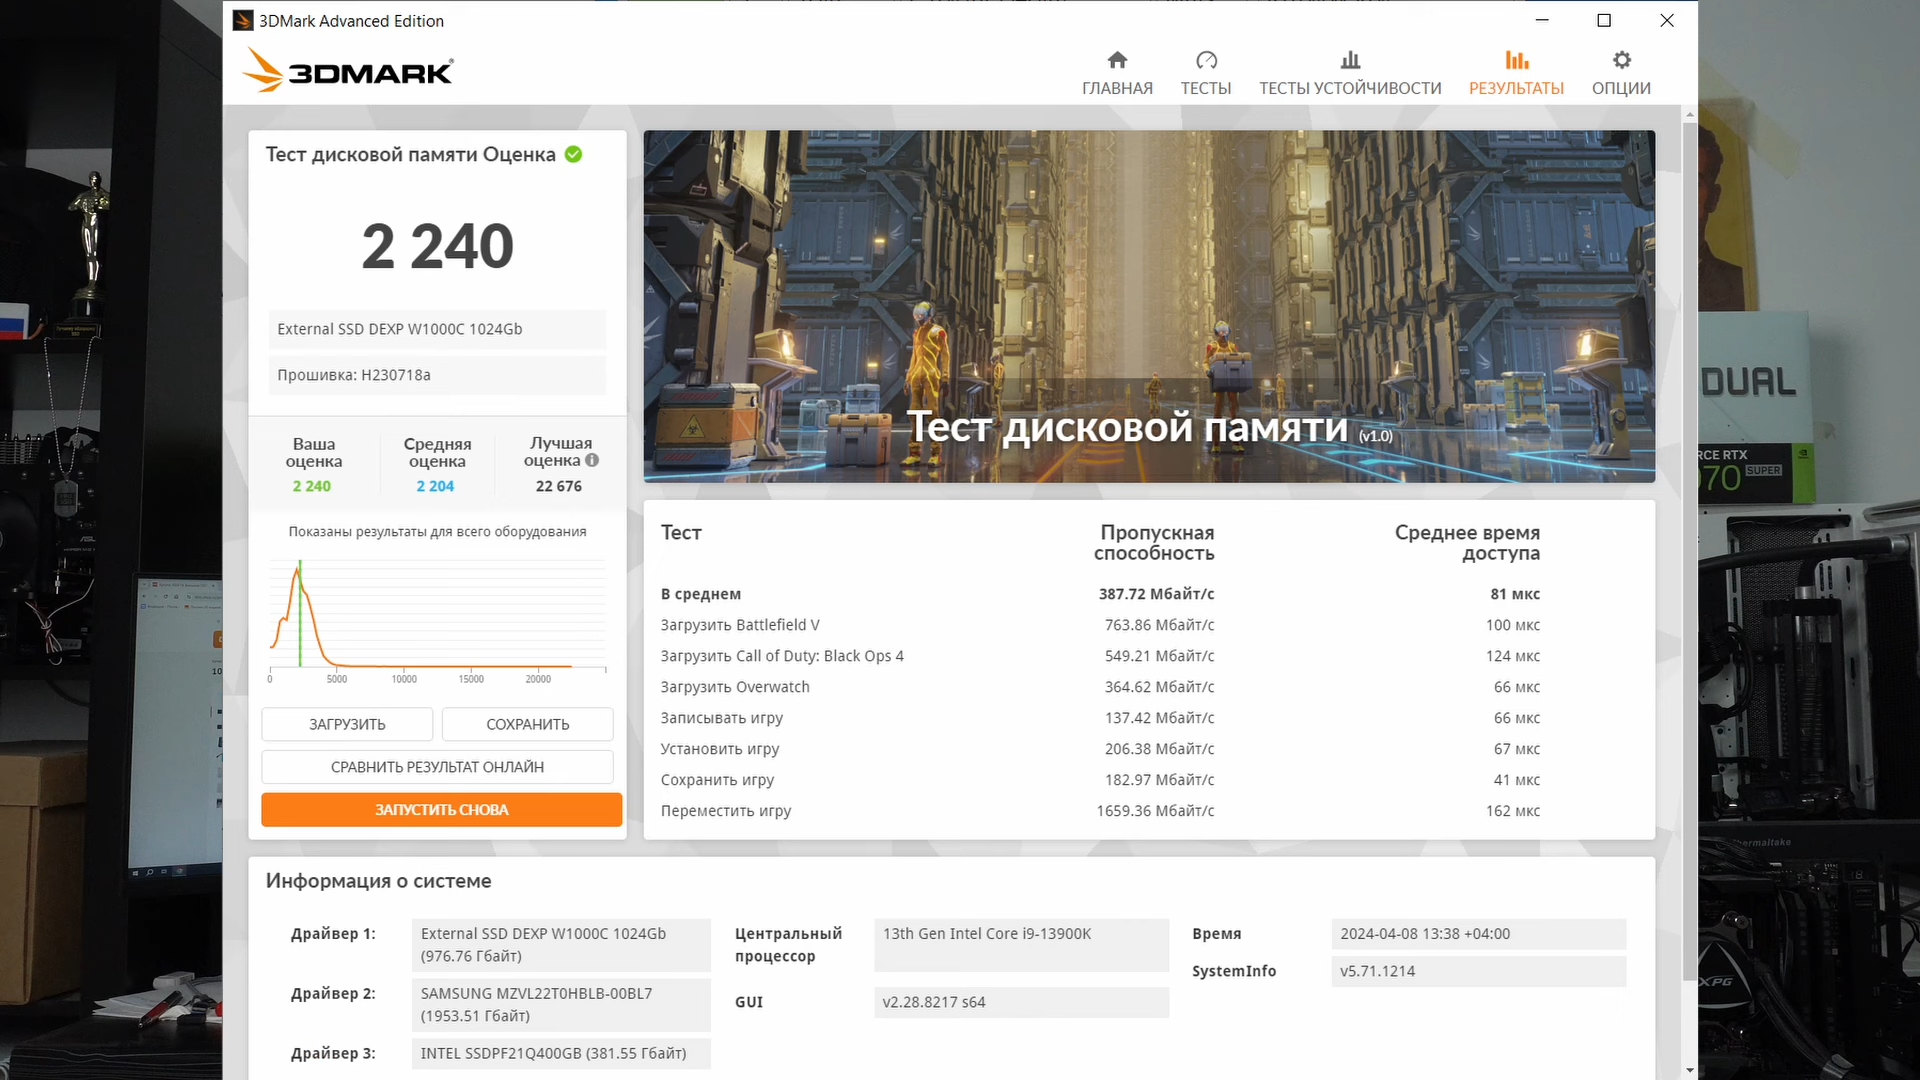 3DMark Advanced Edition
3DMARK
ГЛАВНАЯ
ТЕСТЫ
ТЕСТЫ УСТОЙЧИВОСТИ
РЕЗУЛЬТАТЫ
ОПЦИИ
Тест дисковой памяти Оценка
2 240
External SSD DEXP W1000C 1024Gb
Прошивка: H230718a
Ваша оценка
2 240
Средняя оценка
2 204
Лучшая оценка
22 676
Показаны результаты для всего оборудования
0 5000 10000 15000 20000
ЗАГРУЗИТЬ
СОХРАНИТЬ
СРАВНИТЬ РЕЗУЛЬТАТ ОНЛАЙН
ЗАПУСТИТЬ СНОВА
Тест дисковой памяти (v1.0)
Тест Пропускная способность Среднее время доступа
В среднем 387.72 Мбайт/с 81 мкс
Загрузить Battlefield V 763.86 Мбайт/с 100 мкс
Загрузить Call of Duty: Black Ops 4 549.21 Мбайт/с 124 мкс
Загрузить Overwatch 364.62 Мбайт/с 66 мкс
Записывать игру 137.42 Мбайт/с 66 мкс
Установить игру 206.38 Мбайт/с 67 мкс
Сохранить игру 182.97 Мбайт/с 41 мкс
Переместить игру 1659.36 Мбайт/с 162 мкс
Информация о системе
Драйвер 1: External SSD DEXP W1000C 1024Gb (976.76 Гбайт)
Драйвер 2: SAMSUNG MZVL22T0HBLB-00BL7 (1953.51 Гбайт)
Драйвер 3: INTEL SSDPF21Q400GB (381.55 Гбайт)
Центральный процессор 13th Gen Intel Core i9-13900K
GUI v2.28.8217 s64
Время 2024-04-08 13:38 +04:00
SystemInfo v5.71.1214
DUAL
RCE RTX
70 SUPER
XPG